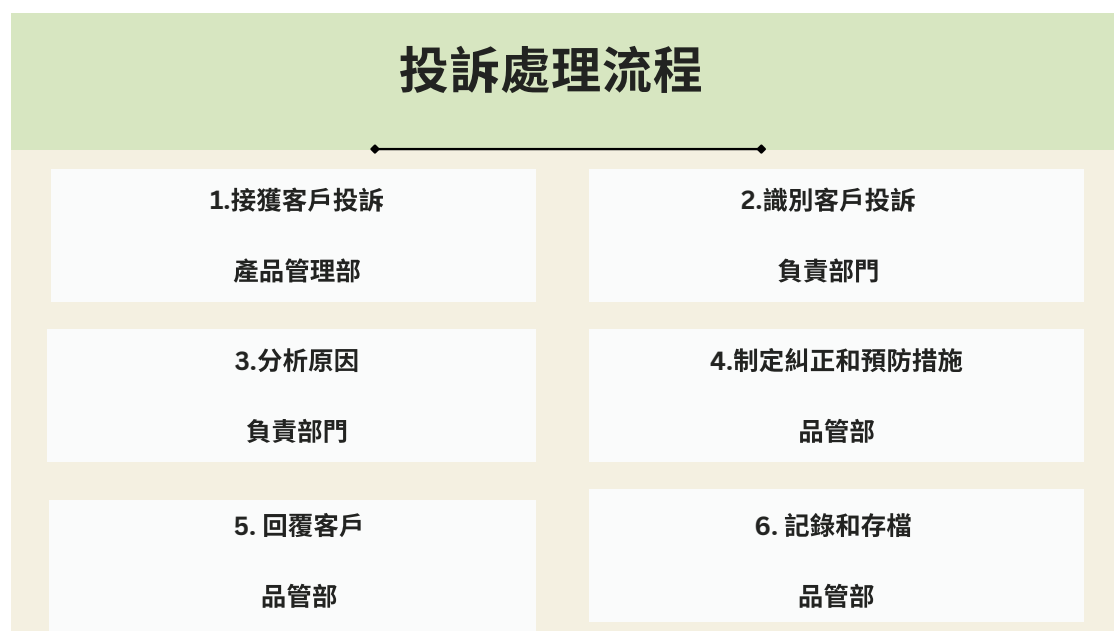 投訴處理流程
1.接獲客戶投訴
產品管理部
2.識別客戶投訴
負責部門
3.分析原因
負責部門
4.制定糾正和預防措施
品管部
5. 回覆客戶
品管部
6. 記錄和存檔
品管部